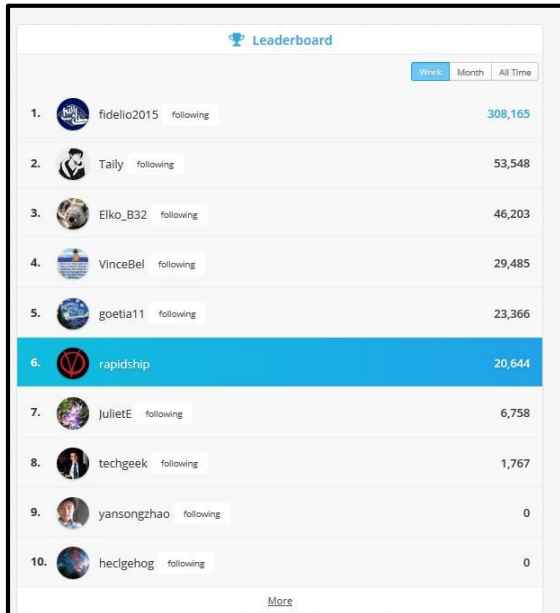 Leaderboard
Week Month All Time
1. fidelio2015 following 308,165
2. Taily following 53,548
3. Elko_B32 following 46,203
4. VinceBel following 29,485
5. goetia11 following 23,366
6. rapidship 20,644
7. JulietE following 6,758
8. techgeek following 1,767
9. yansongzhao following 0
10. heclgehog following 0
More